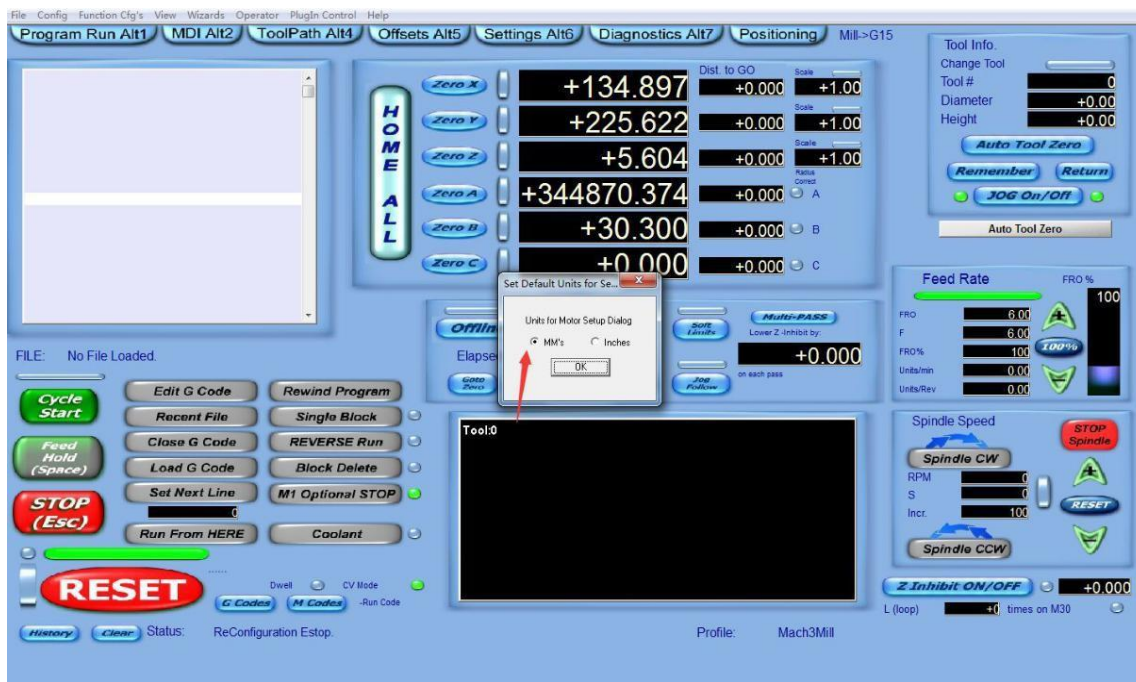 File Config Function Cfg's View Wizards Operator PlugIn Control Help
Program Run Alt1 MDI Alt2 ToolPath Alt4 Offsets Alt5 Settings Alt6 Diagnostics Alt7 Positioning Mill->G15
HOME ALL
Zero X +134.897 Dist. to GO +0.000 Scale +1.00
Zero Y +225.622 +0.000 Scale +1.00
Zero Z +5.604 +0.000 Scale +1.00
Radius Correct
Zero A +344870.374 +0.000 A
Zero B +30.300 +0.000 B
Zero C +0.000 +0.000 C
Tool Info.
Change Tool
Tool # 0
Diameter +0.00
Height +0.00
Auto Tool Zero
Remember Return
JOG On/Off
Auto Tool Zero
Set Default Units for Se...
Units for Motor Setup Dialog
MM's Inches
OK
Offlin
Elapse
Goto Zero
Soft Limits
Jog Follow
Multi-PASS
Lower Z -Inhibit by:
+0.000
on each pass
Feed Rate
FRO %
100
FRO 6.00
F 6.00
FRO% 100
Units/min 0.00
Units/Rev 0.00
100%
FILE: No File Loaded.
Cycle Start
Feed Hold (Space)
STOP (Esc)
Edit G Code Rewind Program
Recent File Single Block
Close G Code REVERSE Run
Load G Code Block Delete
Set Next Line M1 Optional STOP
0
Run From HERE Coolant
Tool:0
Spindle Speed
STOP Spindle
Spindle CW
RPM 0
S 0
Incr. 100
RESET
Spindle CCW
RESET
Dwell CV Mode
G Codes M Codes -Run Code
Z Inhibit ON/OFF +0.000
L (loop) +0 times on M30
History Clear Status: ReConfiguration Estop.
Profile: Mach3Mill